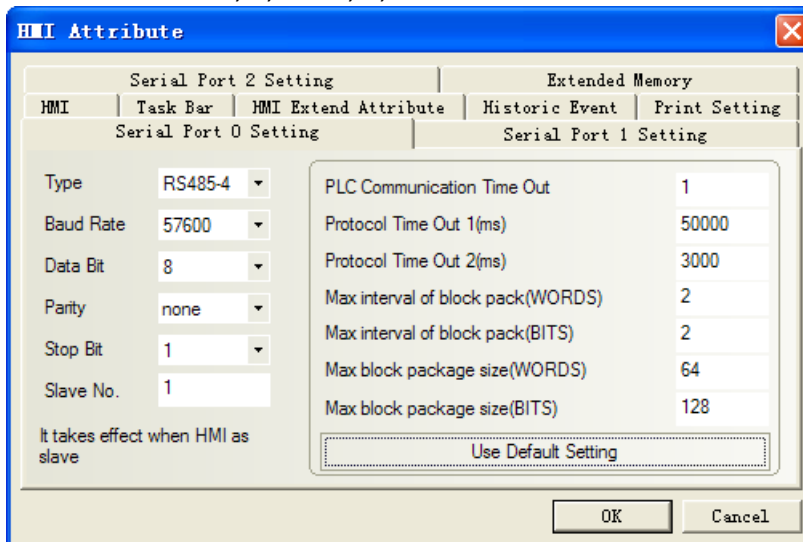 HMI Attribute
Serial Port 2 Setting Extended Memory
HMI Task Bar HMI Extend Attribute Historic Event Print Setting
Serial Port 0 Setting Serial Port 1 Setting
Type RS485-4
Baud Rate 57600
Data Bit 8
Parity none
Stop Bit 1
Slave No. 1
It takes effect when HMI as
slave
PLC Communication Time Out 1
Protocol Time Out 1(ms) 50000
Protocol Time Out 2(ms) 3000
Max interval of block pack(WORDS) 2
Max interval of block pack(BITS) 2
Max block package size(WORDS) 64
Max block package size(BITS) 128
Use Default Setting
OK Cancel